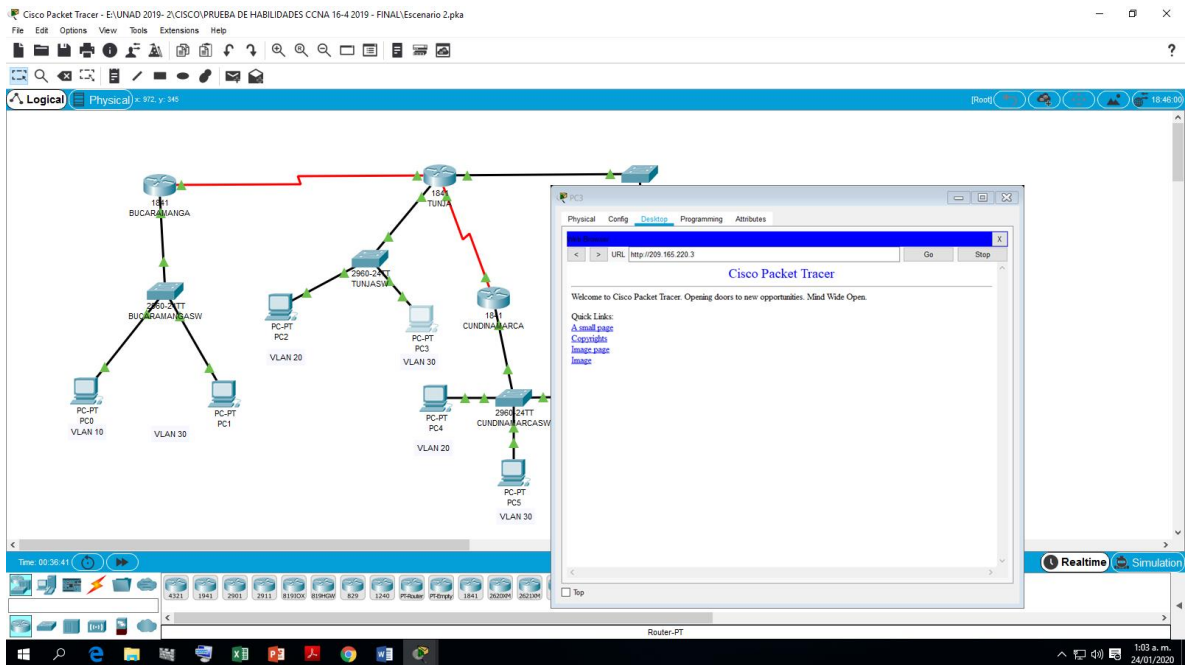 Cisco Packet Tracer - E:\UNAD 2019- 2\CISCO\PRUEBA DE HABILIDADES CCNA 16-4 2019 - FINAL\Escenario 2.pka
File Edit Options View Tools Extensions Help
Logical Physical x: 972, y: 345 [Root] 18:46:00
1841
BUCARAMANGA
1841
TUNJA
2960-24TT
BUCARAMANGASW
2960-24TT
TUNJASW
1841
CUNDINAMARCA
PC-PT
PC2
VLAN 20
PC-PT
PC3
VLAN 30
PC-PT
PC0
VLAN 10
PC-PT
PC1
VLAN 30
PC-PT
PC4
VLAN 20
2960-24TT
CUNDINAMARCASW
PC-PT
PC5
VLAN 30
PC3
Physical Config Desktop Programming Attributes
X
< > URL http://209.165.220.3 Go Stop
Cisco Packet Tracer
Welcome to Cisco Packet Tracer. Opening doors to new opportunities. Mind Wide Open.
Quick Links:
A small page
Copyrights
Image page
Image
Top
Time: 00:36:41 Realtime Simulation
4321 1941 2901 2911 819IOX 819HGW 829 1240 PT-Router PT-Empty 1841 2620XM 2621XM
Router-PT
1:03 a. m.
24/01/2020